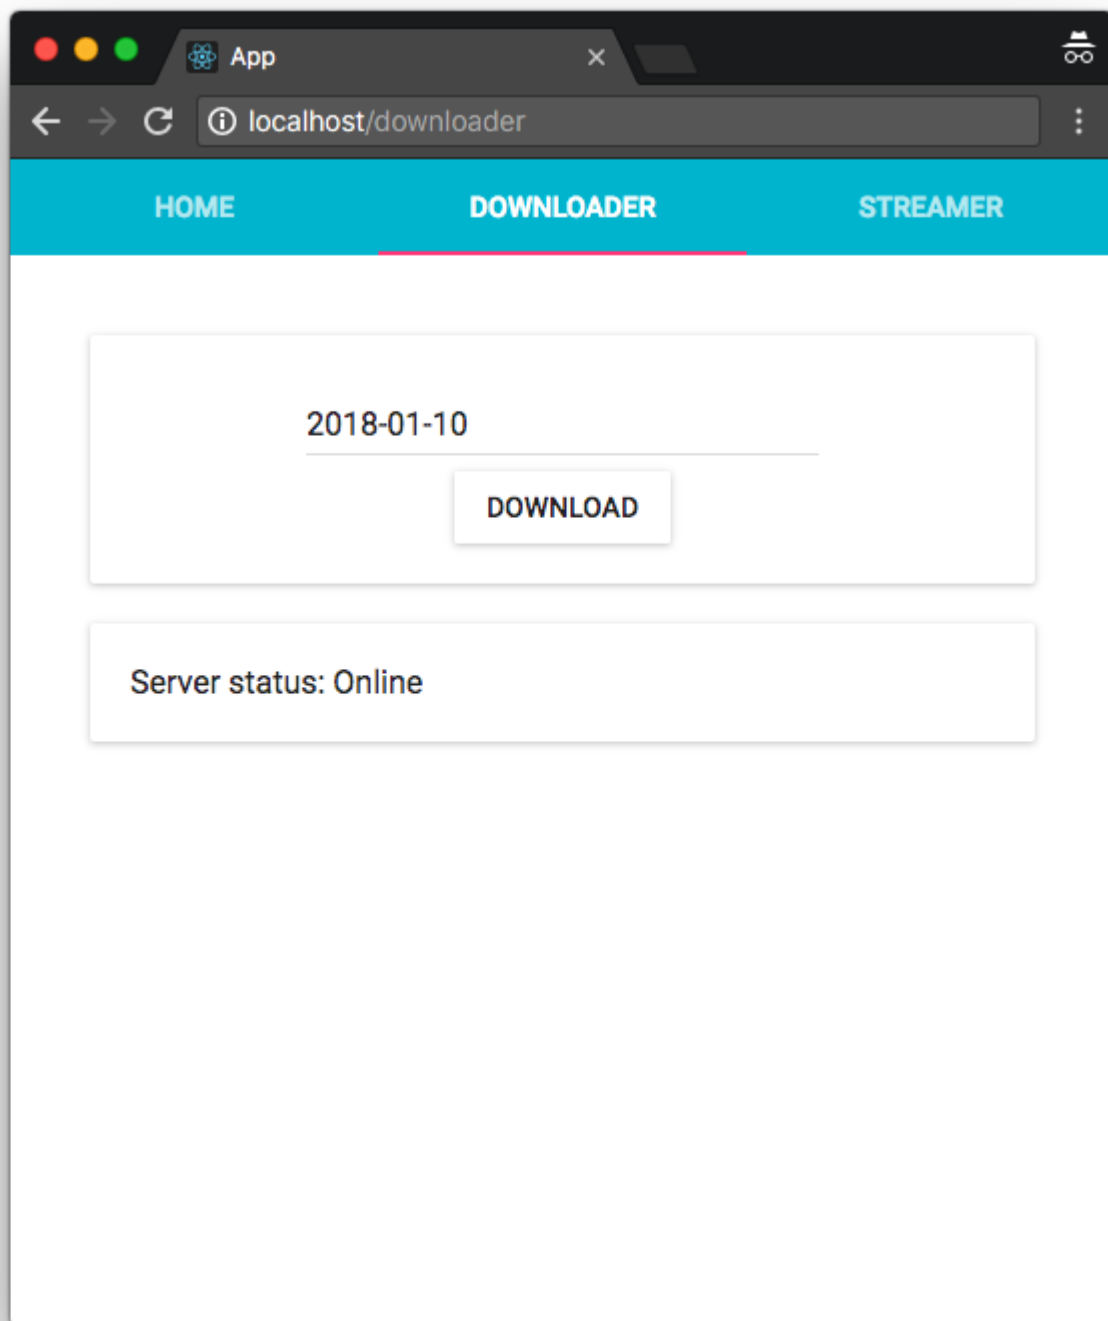 App
localhost/downloader
HOME DOWNLOADER STREAMER
2018-01-10
DOWNLOAD
Server status: Online